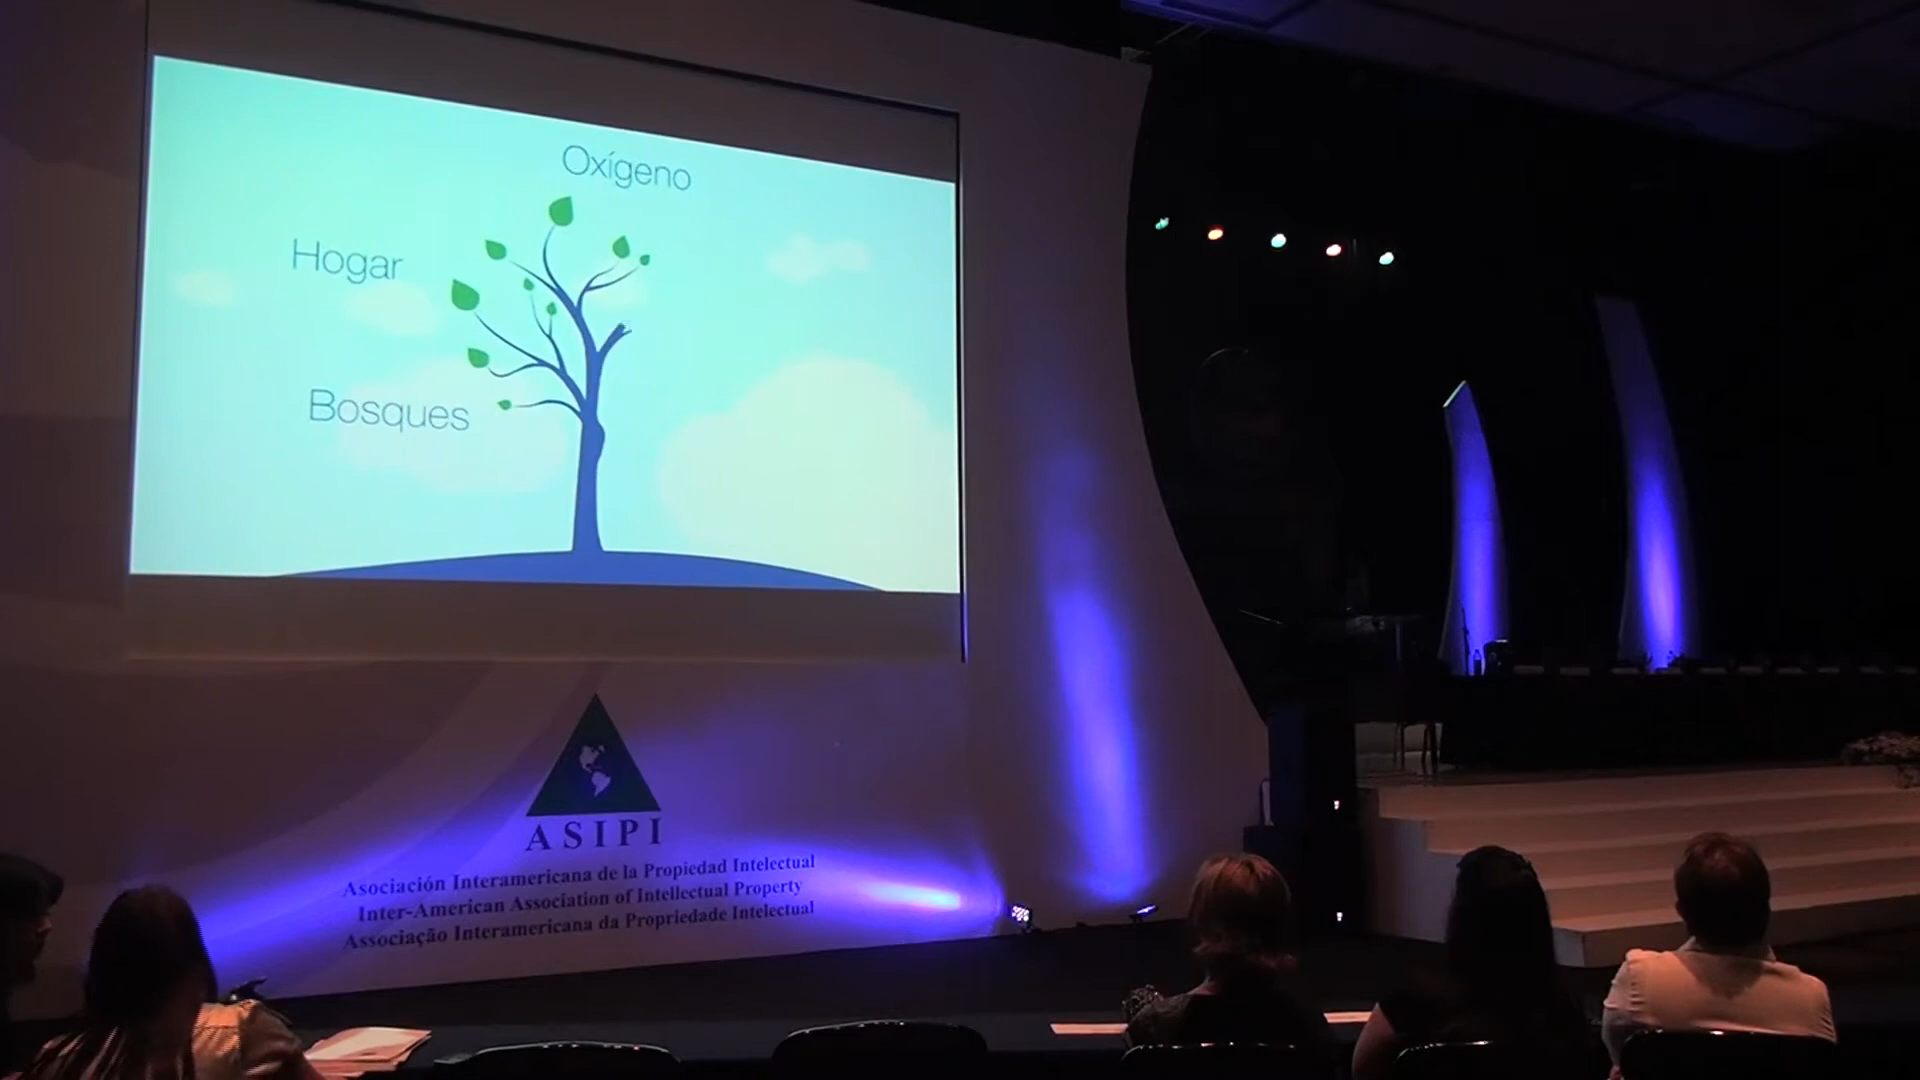 Oxígeno
Hogar
Bosques
ASIPI
Asociación Interamericana de la Propiedad Intelectual
Inter-American Association of Intellectual Property
Associação Interamericana da Propriedade Intelectual